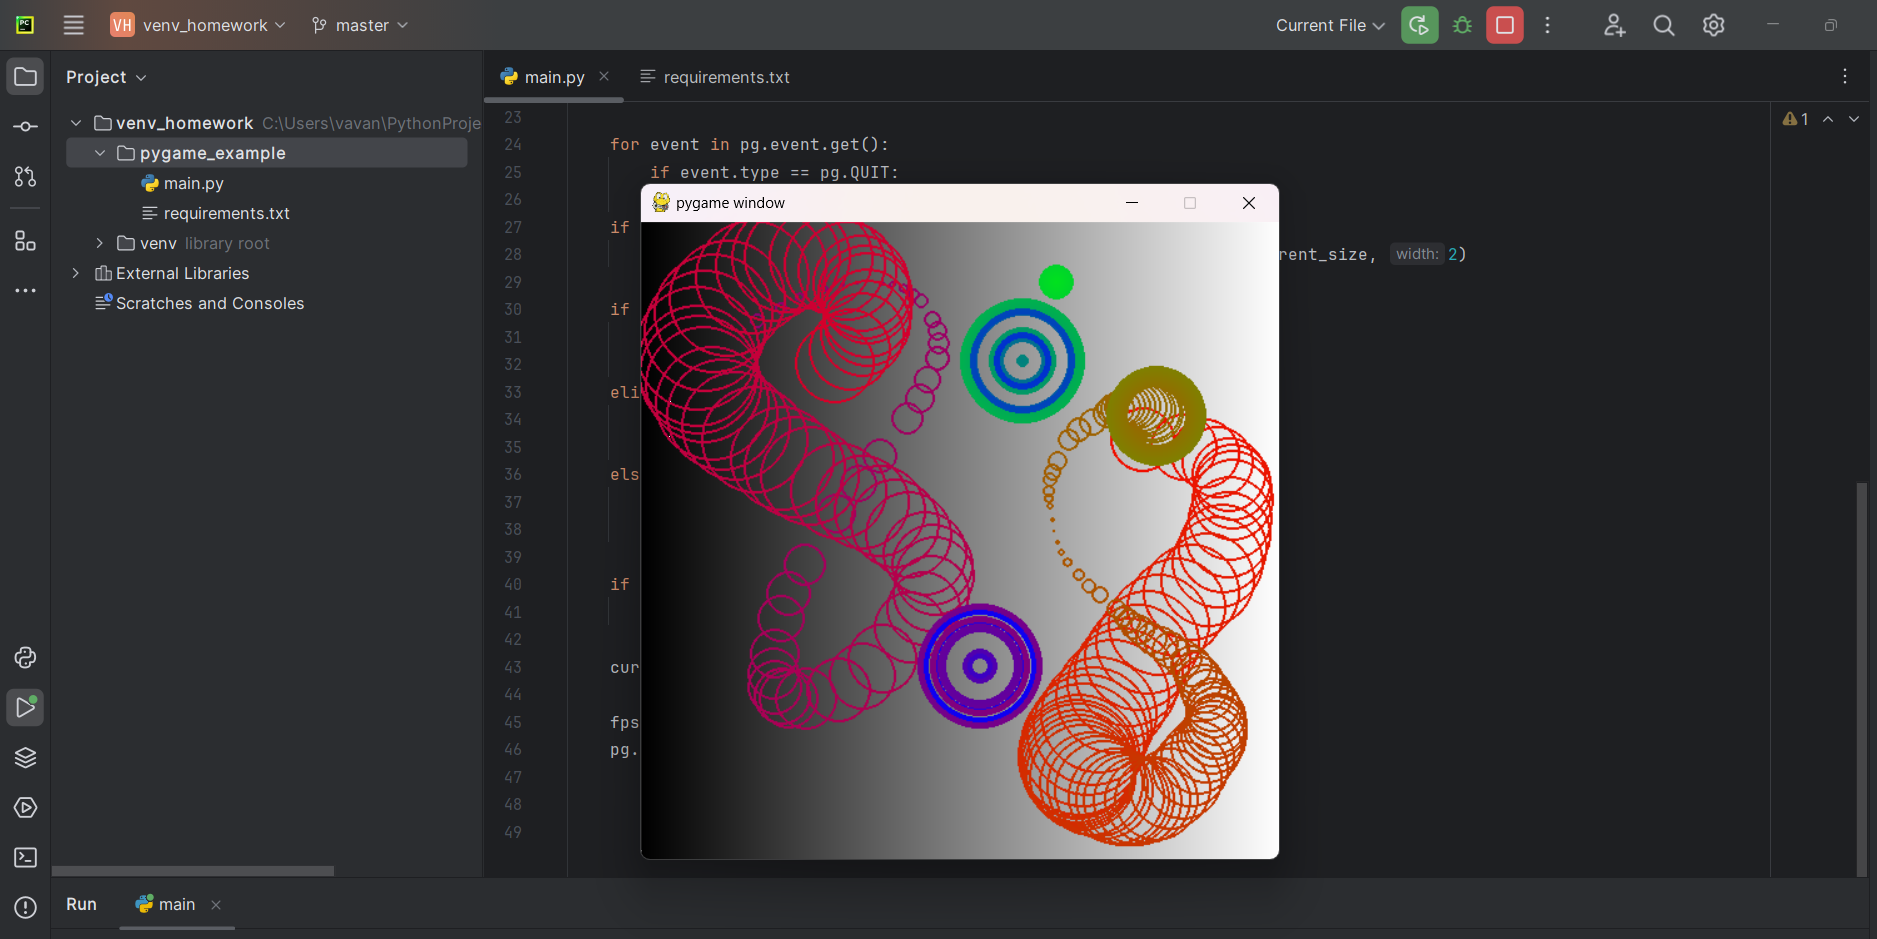 PC
VH venv_homework master Current File
Project
main.py requirements.txt
venv_homework C:\Users\vavan\PythonProje
pygame_example
main.py
requirements.txt
venv library root
External Libraries
Scratches and Consoles
1
23
24 for event in pg.event.get():
25 if event.type == pg.QUIT:
26
pygame window
27 if
28 rent_size, width: 2)
29
30 if
31
32
33 eli
34
35
36 els
37
38
39
40 if
41
42
43 cur
44
45 fps
46 pg.
47
48
49
Run main